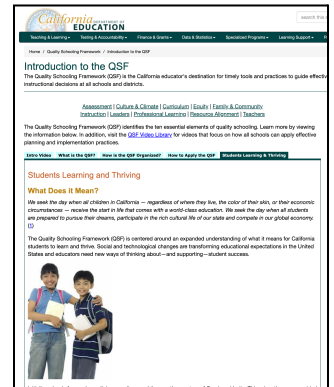 California DEPARTMENT OF
EDUCATION
search this
Teaching & Learning Testing & Accountability Finance & Grants Data & Statistics Specialized Programs Learning Support
Home / Quality Schooling Framework / Introduction to the QSF
Introduction to the QSF
The Quality Schooling Framework (QSF) is the California educator's destination for timely tools and practices to guide effectiv
instructional decisions at all schools and districts.
Assessment | Culture & Climate | Curriculum | Equity | Family & Community
Instruction | Leaders | Professional Learning | Resource Alignment | Teachers
The Quality Schooling Framework (QSF) identifies the ten essential elements of quality schooling. Learn more by viewing
the information below. In addition, visit the QSF Video Library for videos that focus on how all schools can apply effective
planning and implementation practices.
Intro Video What is the QSF? How is the QSF Organized? How to Apply the QSF Students Learning & Thriving
Students Learning and Thriving
What Does it Mean?
We seek the day when all children in California — regardless of where they live, the color of their skin, or their economic
circumstances — receive the start in life that comes with a world-class education. We seek the day when all students
are prepared to pursue their dreams, participate in the rich cultural life of our state and compete in our global economy.
(1)
The Quality Schooling Framework (QSF) is centered around an expanded understanding of what it means for California
students to learn and thrive. Social and technological changes are transforming educational expectations in the United
States and educators need new ways of thinking about—and supporting—student success.